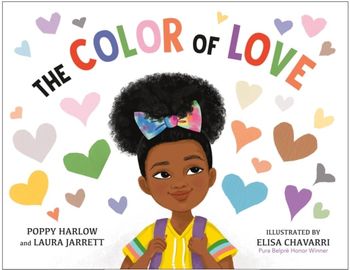 THE COLOR OF LOVE
POPPY HARLOW
and LAURA JARRETT
ILLUSTRATED BY
ELISA CHAVARRI
Pura Belpré Honor Winner